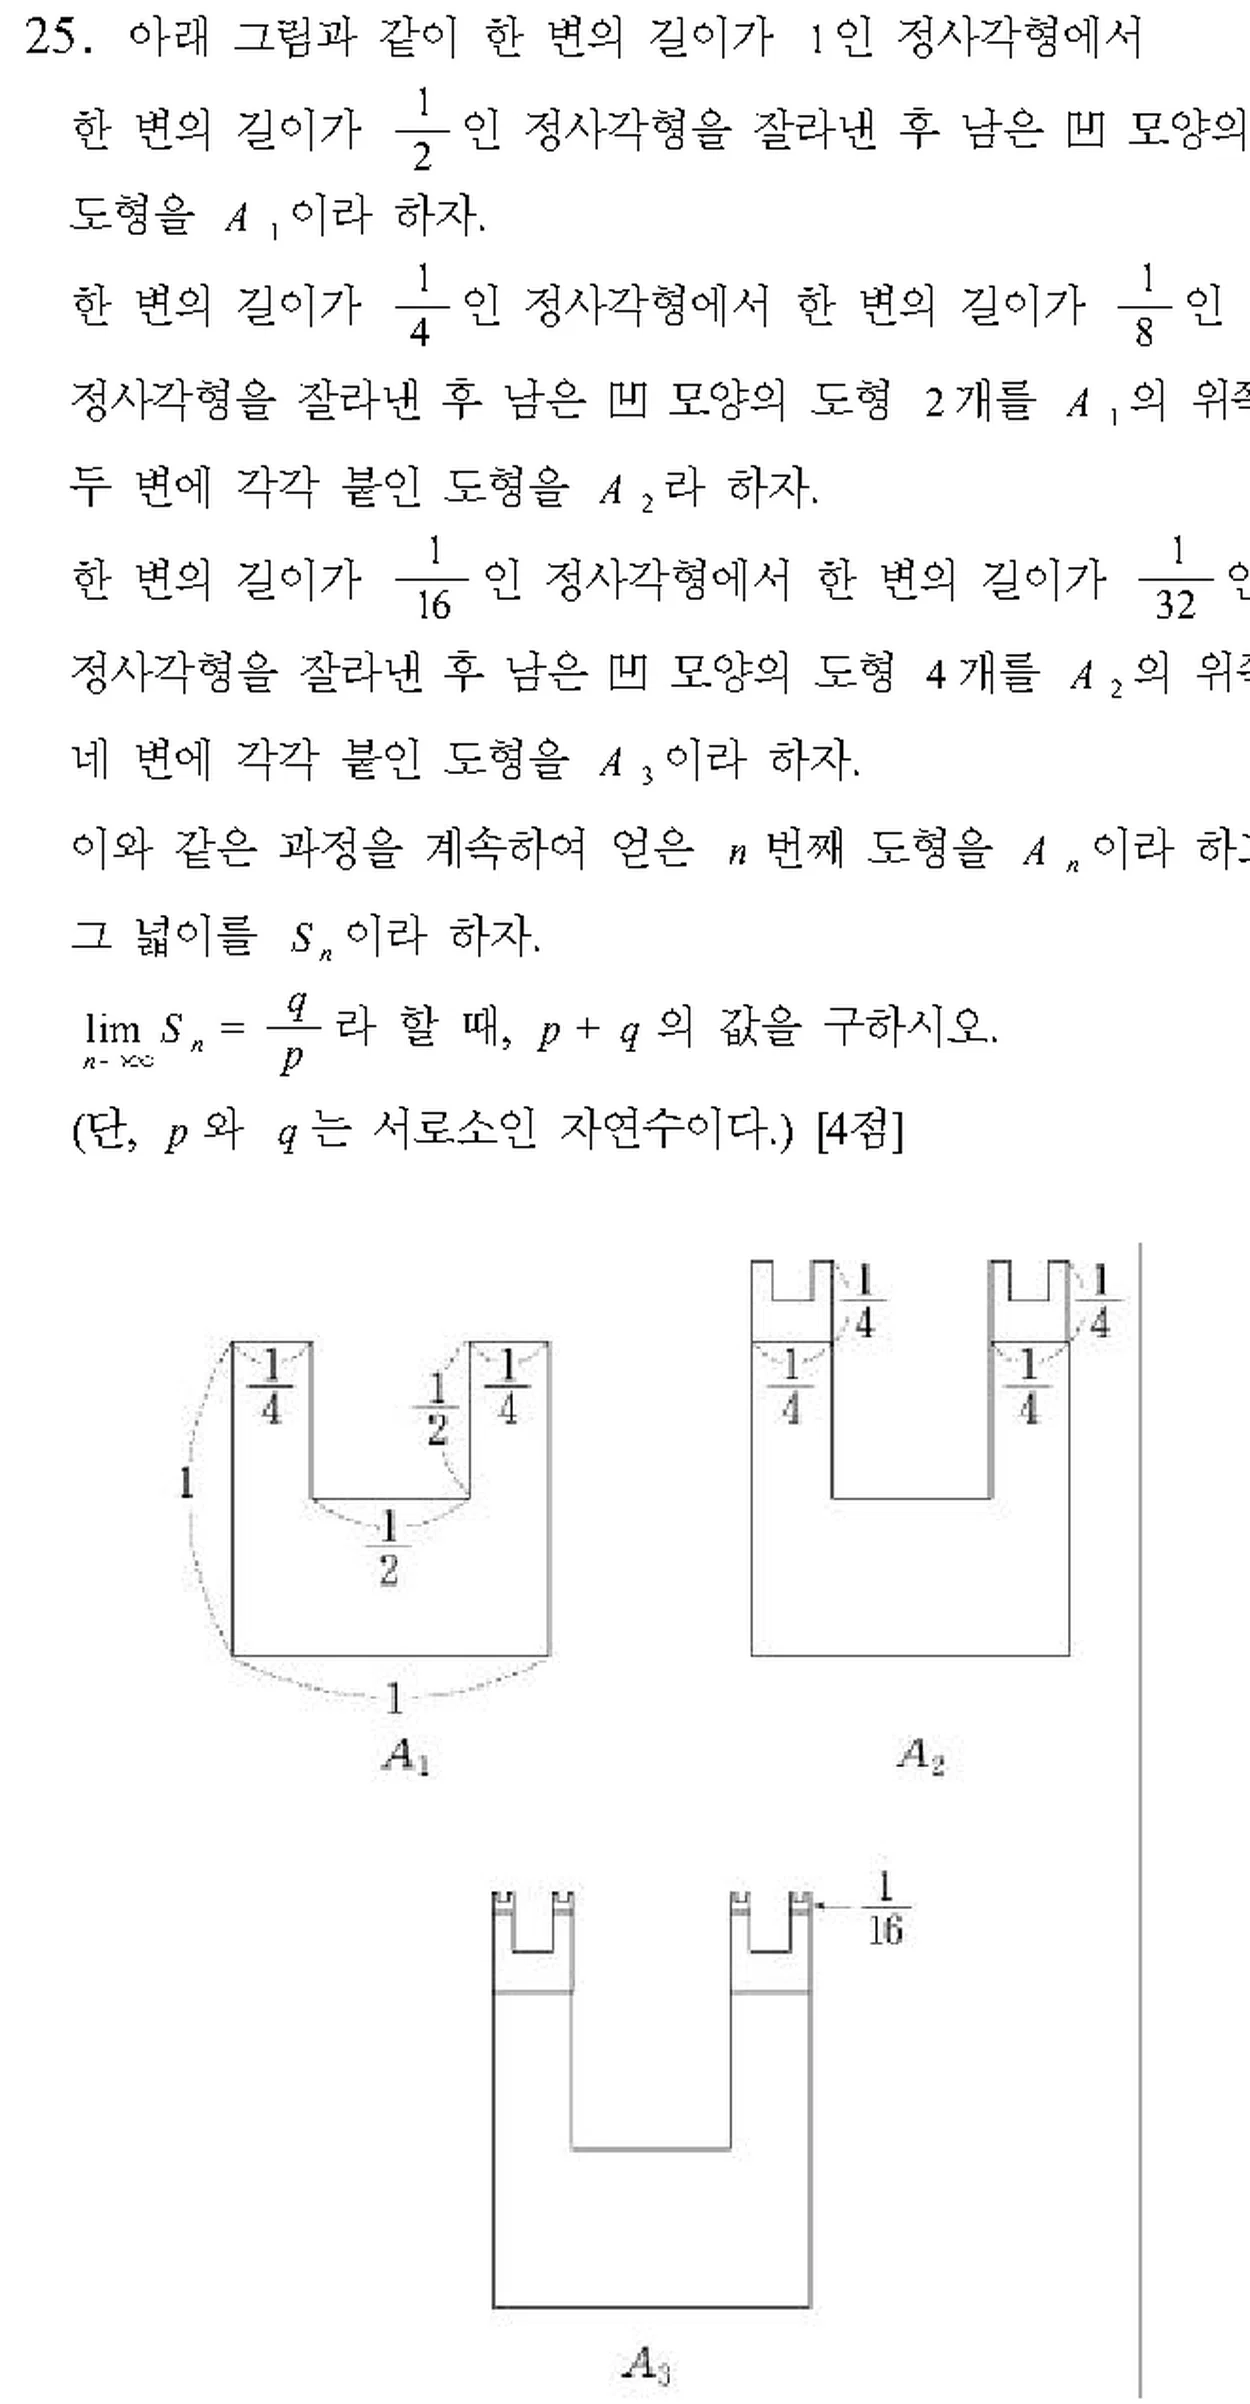 25. 아래 그림과 같이 한 변의 길이가 1인 정사각형에서
한 변의 길이가 1/2인 정사각형을 잘라낸 후 남은 凹 모양의
도형을 A₁이라 하자.
한 변의 길이가 1/4인 정사각형에서 한 변의 길이가 1/8인
정사각형을 잘라낸 후 남은 凹 모양의 도형 2개를 A₁의
두 변에 각각 붙인 도형을 A₂라 하자.
한 변의 길이가 1/16인 정사각형에서 한 변의 길이가 1/32
정사각형을 잘라낸 후 남은 凹 모양의 도형 4개를 A₂의
네 변에 각각 붙인 도형을 A₃이라 하자.
이와 같은 과정을 계속하여 얻은 n번째 도형을 Aₙ이라
그 넓이를 Sₙ이라 하자.
lim n→∞ Sₙ = q/p라 할 때, p+q의 값을 구하시오.
(단, p와 q는 서로소인 자연수이다.) [4점]
1/4 1/4
1/4 1/2 1/4 1/4 1/4
1
1/2
1
A₁ A₂
1/16
A₃